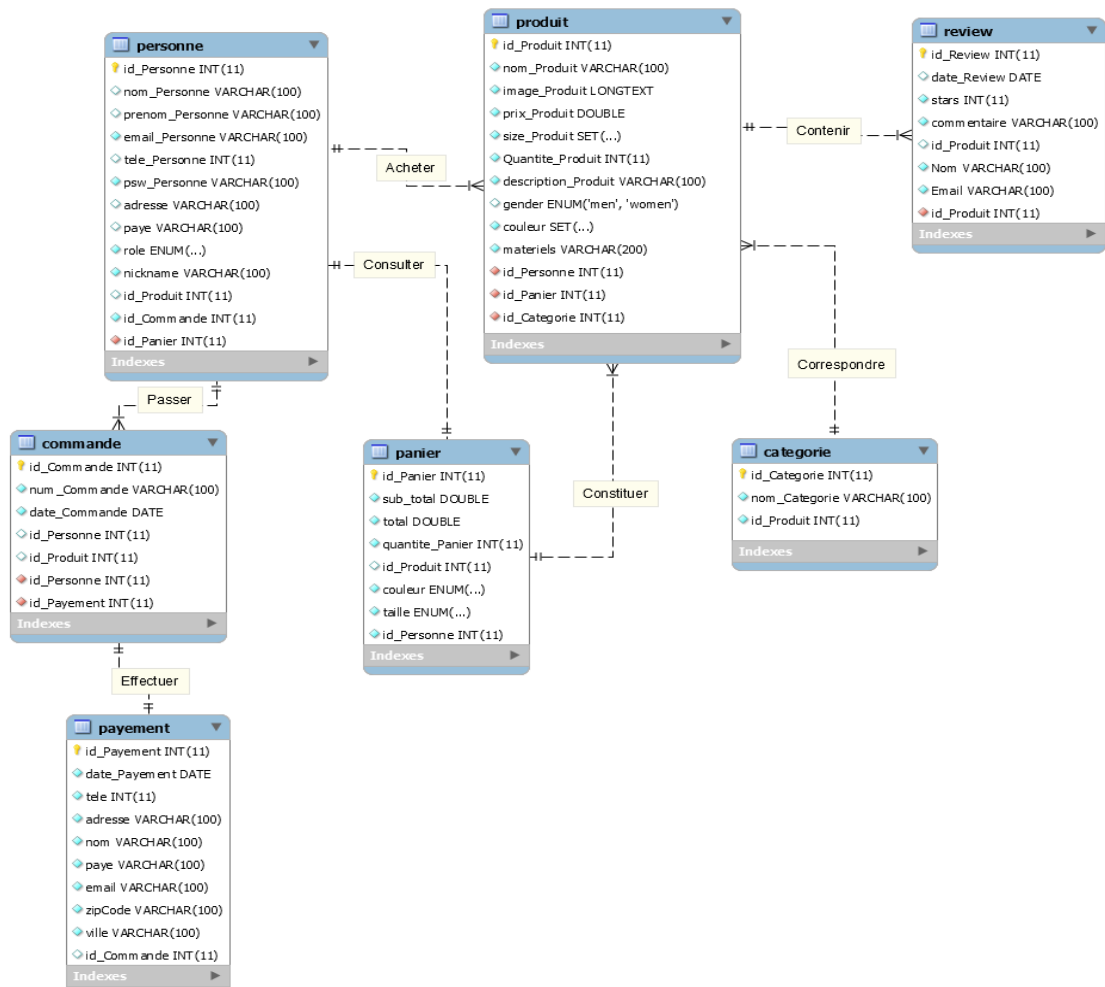 personne
id_Personne INT(11)
nom_Personne VARCHAR(100)
prenom_Personne VARCHAR(100)
email_Personne VARCHAR(100)
tele_Personne INT(11)
psw_Personne VARCHAR(100)
adresse VARCHAR(100)
paye VARCHAR(100)
role ENUM(...)
nickname VARCHAR(100)
id_Produit INT(11)
id_Commande INT(11)
id_Panier INT(11)
Indexes
produit
id_Produit INT(11)
nom_Produit VARCHAR(100)
image_Produit LONGTEXT
prix_Produit DOUBLE
size_Produit SET(...)
Quantite_Produit INT(11)
description_Produit VARCHAR(100)
gender ENUM('men', 'women')
couleur SET(...)
materiels VARCHAR(200)
id_Personne INT(11)
id_Panier INT(11)
id_Categorie INT(11)
Indexes
review
id_Review INT(11)
date_Review DATE
stars INT(11)
commentaire VARCHAR(100)
id_Produit INT(11)
Nom VARCHAR(100)
Email VARCHAR(100)
id_Produit INT(11)
Indexes
Acheter
Contenir
Consulter
Correspondre
Passer
Constituer
commande
id_Commande INT(11)
num_Commande VARCHAR(100)
date_Commande DATE
id_Personne INT(11)
id_Produit INT(11)
id_Personne INT(11)
id_Payement INT(11)
Indexes
panier
id_Panier INT(11)
sub_total DOUBLE
total DOUBLE
quantite_Panier INT(11)
id_Produit INT(11)
couleur ENUM(...)
taille ENUM(...)
id_Personne INT(11)
Indexes
categorie
id_Categorie INT(11)
nom_Categorie VARCHAR(100)
id_Produit INT(11)
Indexes
Effectuer
payement
id_Payement INT(11)
date_Payement DATE
tele INT(11)
adresse VARCHAR(100)
nom VARCHAR(100)
paye VARCHAR(100)
email VARCHAR(100)
zipCode VARCHAR(100)
ville VARCHAR(100)
id_Commande INT(11)
Indexes